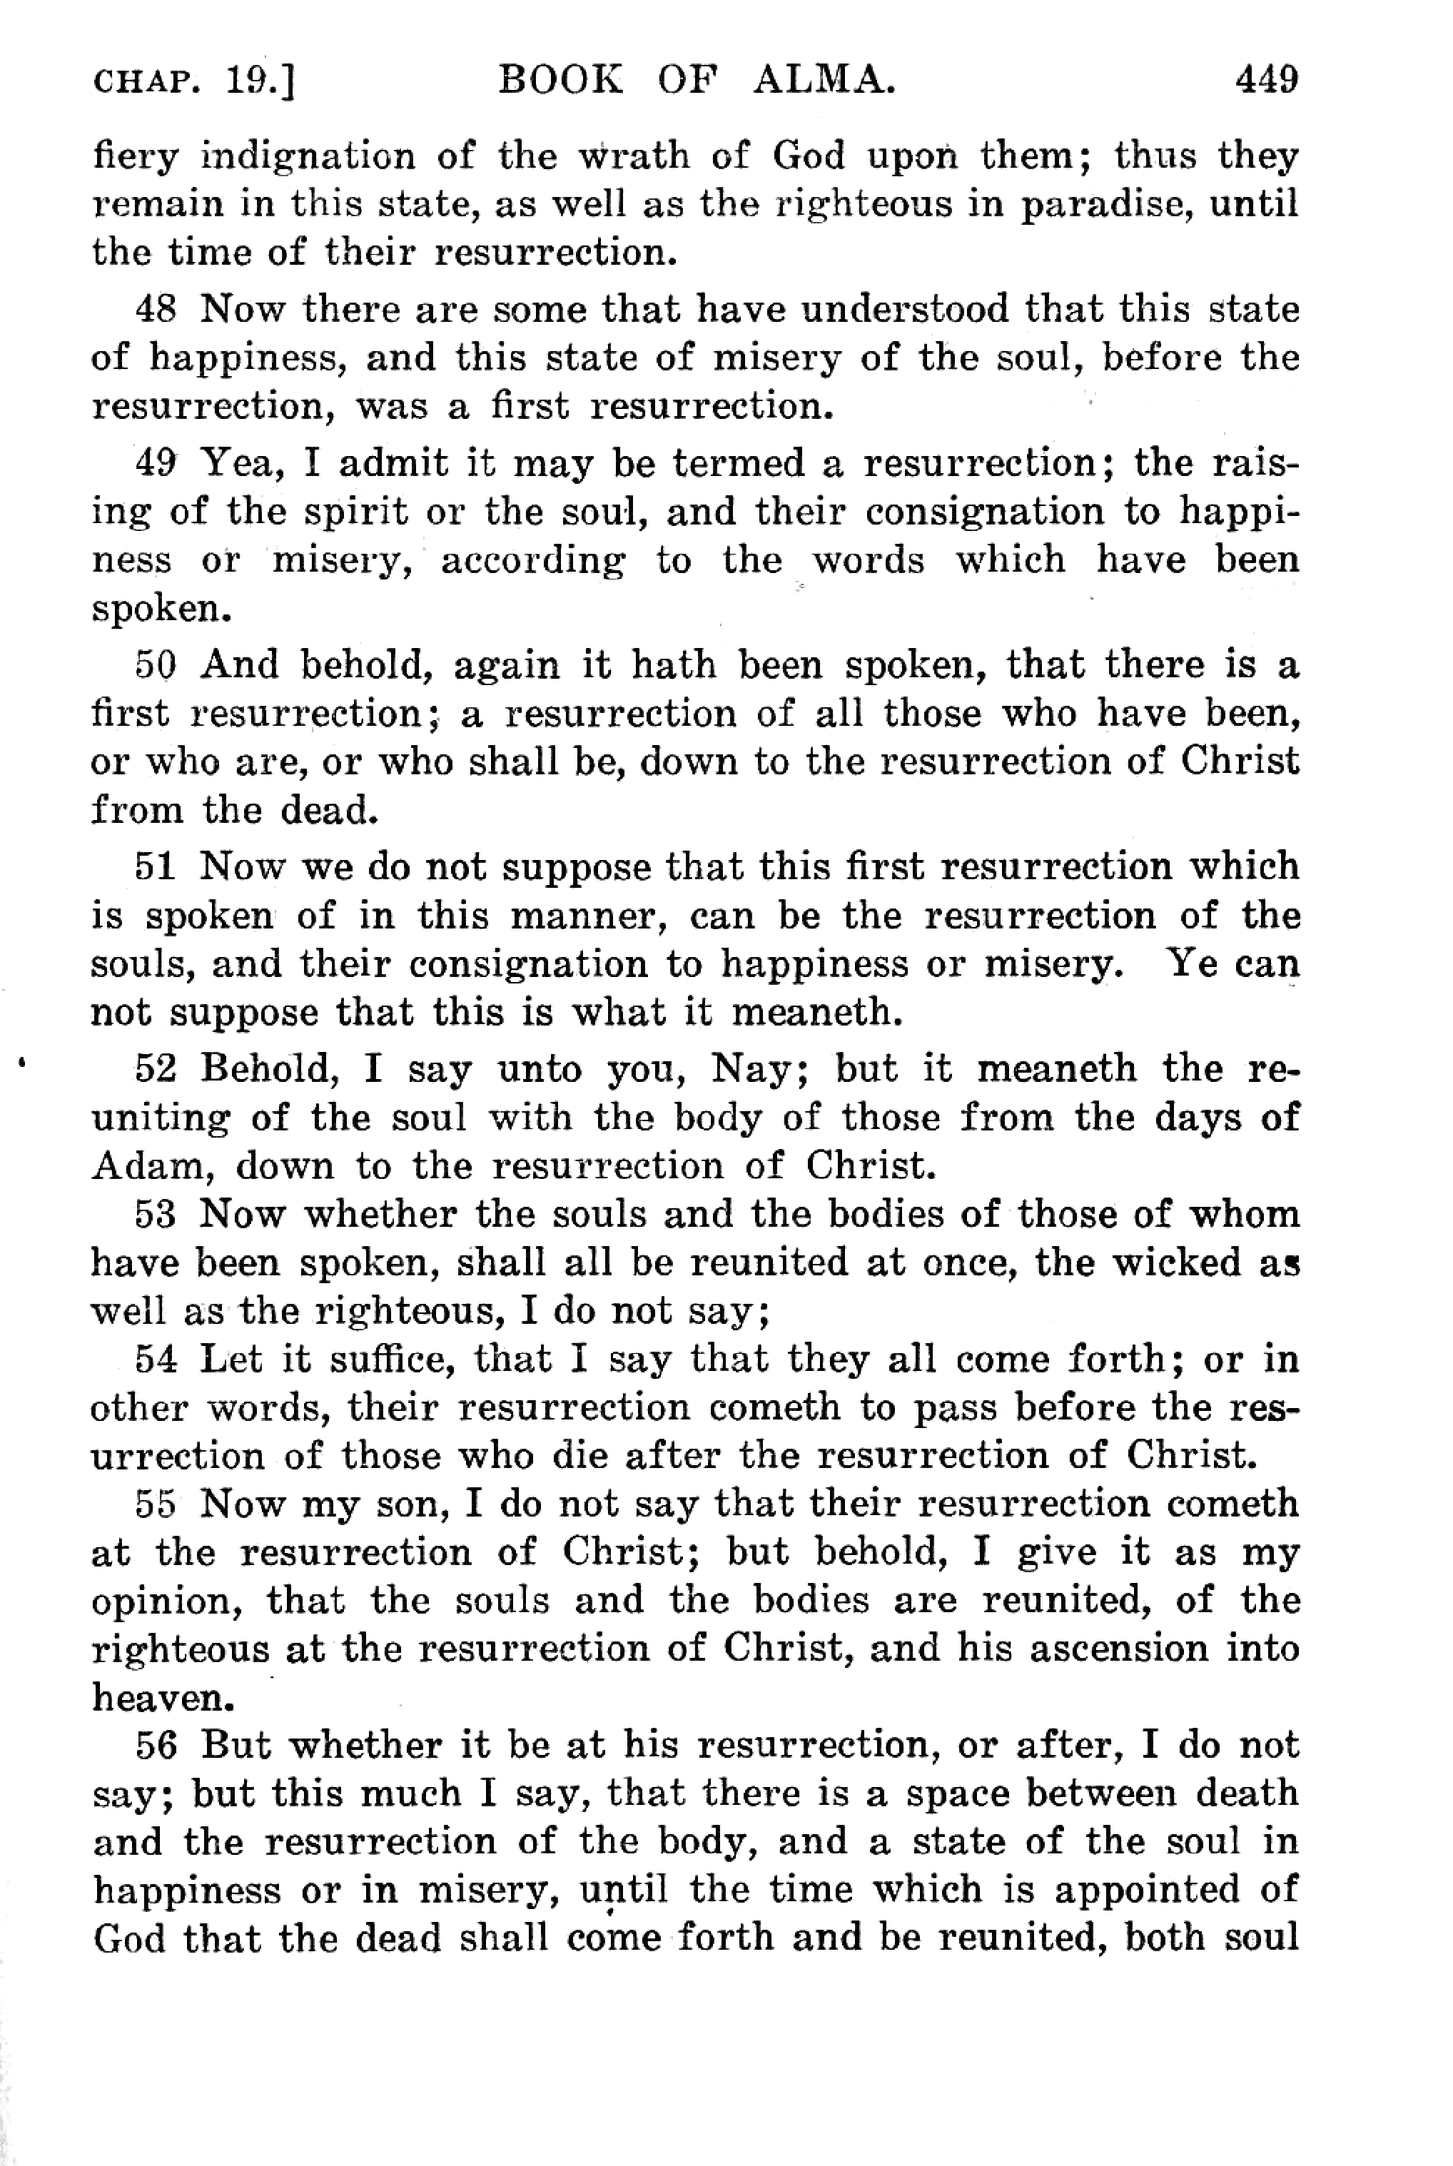 CHAP. 19.] BOOK OF ALMA. 449
fiery indignation of the wrath of God upon them; thus they
remain in this state, as well as the righteous in paradise, until
the time of their resurrection.
48 Now there are some that have understood that this state
of happiness, and this state of misery of the soul, before the
resurrection, was a first resurrection.
49 Yea, I admit it may be termed a resurrection; the rais-
ing of the spirit or the soul, and their consignation to happi-
ness or misery, according to the words which have been
spoken.
50 And behold, again it hath been spoken, that there is a
first resurrection; a resurrection of all those who have been,
or who are, or who shall be, down to the resurrection of Christ
from the dead.
51 Now we do not suppose that this first resurrection which
is spoken of in this manner, can be the resurrection of the
souls, and their consignation to happiness or misery. Ye can
not suppose that this is what it meaneth.
52 Behold, I say unto you, Nay; but it meaneth the re-
uniting of the soul with the body of those from the days of
Adam, down to the resurrection of Christ.
53 Now whether the souls and the bodies of those of whom
have been spoken, shall all be reunited at once, the wicked as
well as the righteous, I do not say;
54 Let it suffice, that I say that they all come forth; or in
other words, their resurrection cometh to pass before the res-
urrection of those who die after the resurrection of Christ.
55 Now my son, I do not say that their resurrection cometh
at the resurrection of Christ; but behold, I give it as my
opinion, that the souls and the bodies are reunited, of the
righteous at the resurrection of Christ, and his ascension into
heaven.
56 But whether it be at his resurrection, or after, I do not
say; but this much I say, that there is a space between death
and the resurrection of the body, and a state of the soul in
happiness or in misery, until the time which is appointed of
God that the dead shall come forth and be reunited, both soul